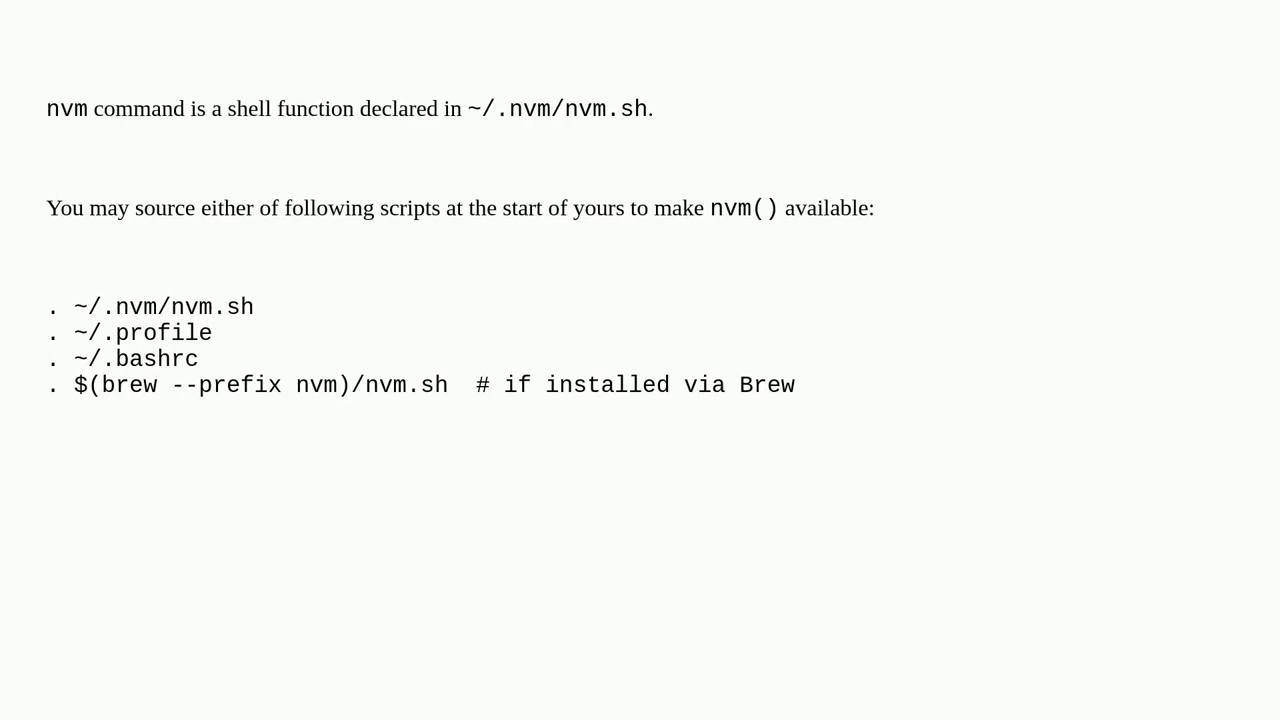 nvm command is a shell function declared in ~/.nvm/nvm.sh.
You may source either of following scripts at the start of yours to make nvm() available:
. ~/.nvm/nvm.sh
. ~/.profile
. ~/.bashrc
. $(brew --prefix nvm)/nvm.sh  # if installed via Brew